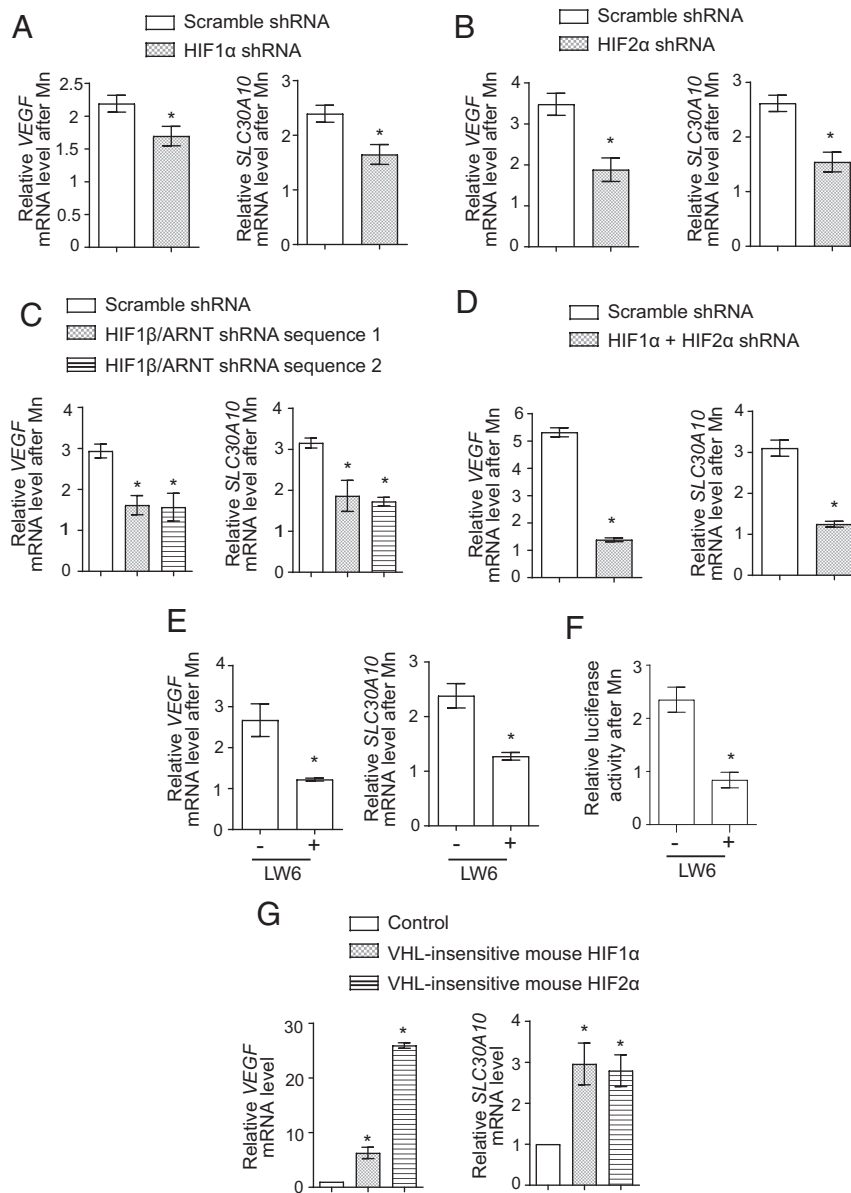 A
Scramble shRNA
HIF1α shRNA
Relative VEGF
mRNA level after Mn
2.5
2
1.5
1
0.5
0
*
Relative SLC30A10
mRNA level after Mn
3
2
1
0
*
B
Scramble shRNA
HIF2α shRNA
Relative VEGF
mRNA level after Mn
4
3
2
1
0
*
Relative SLC30A10
mRNA level after Mn
3
2
1
0
*
C
Scramble shRNA
HIF1β/ARNT shRNA sequence 1
HIF1β/ARNT shRNA sequence 2
Relative VEGF
mRNA level after Mn
4
3
2
1
0
* *
Relative SLC30A10
mRNA level after Mn
4
3
2
1
0
* *
D
Scramble shRNA
HIF1α + HIF2α shRNA
Relative VEGF
mRNA level after Mn
6
5
4
3
2
1
0
*
Relative SLC30A10
mRNA level after Mn
4
3
2
1
0
*
E
Relative VEGF
mRNA level after Mn
4
3
2
1
0
*
- +
LW6
Relative SLC30A10
mRNA level after Mn
3
2
1
0
*
- +
LW6
F
Relative luciferase
activity after Mn
3
2
1
0
*
- +
LW6
G
Control
VHL-insensitive mouse HIF1α
VHL-insensitive mouse HIF2α
Relative VEGF
mRNA level
30
20
10
0
* *
Relative SLC30A10
mRNA level
4
3
2
1
0
* *